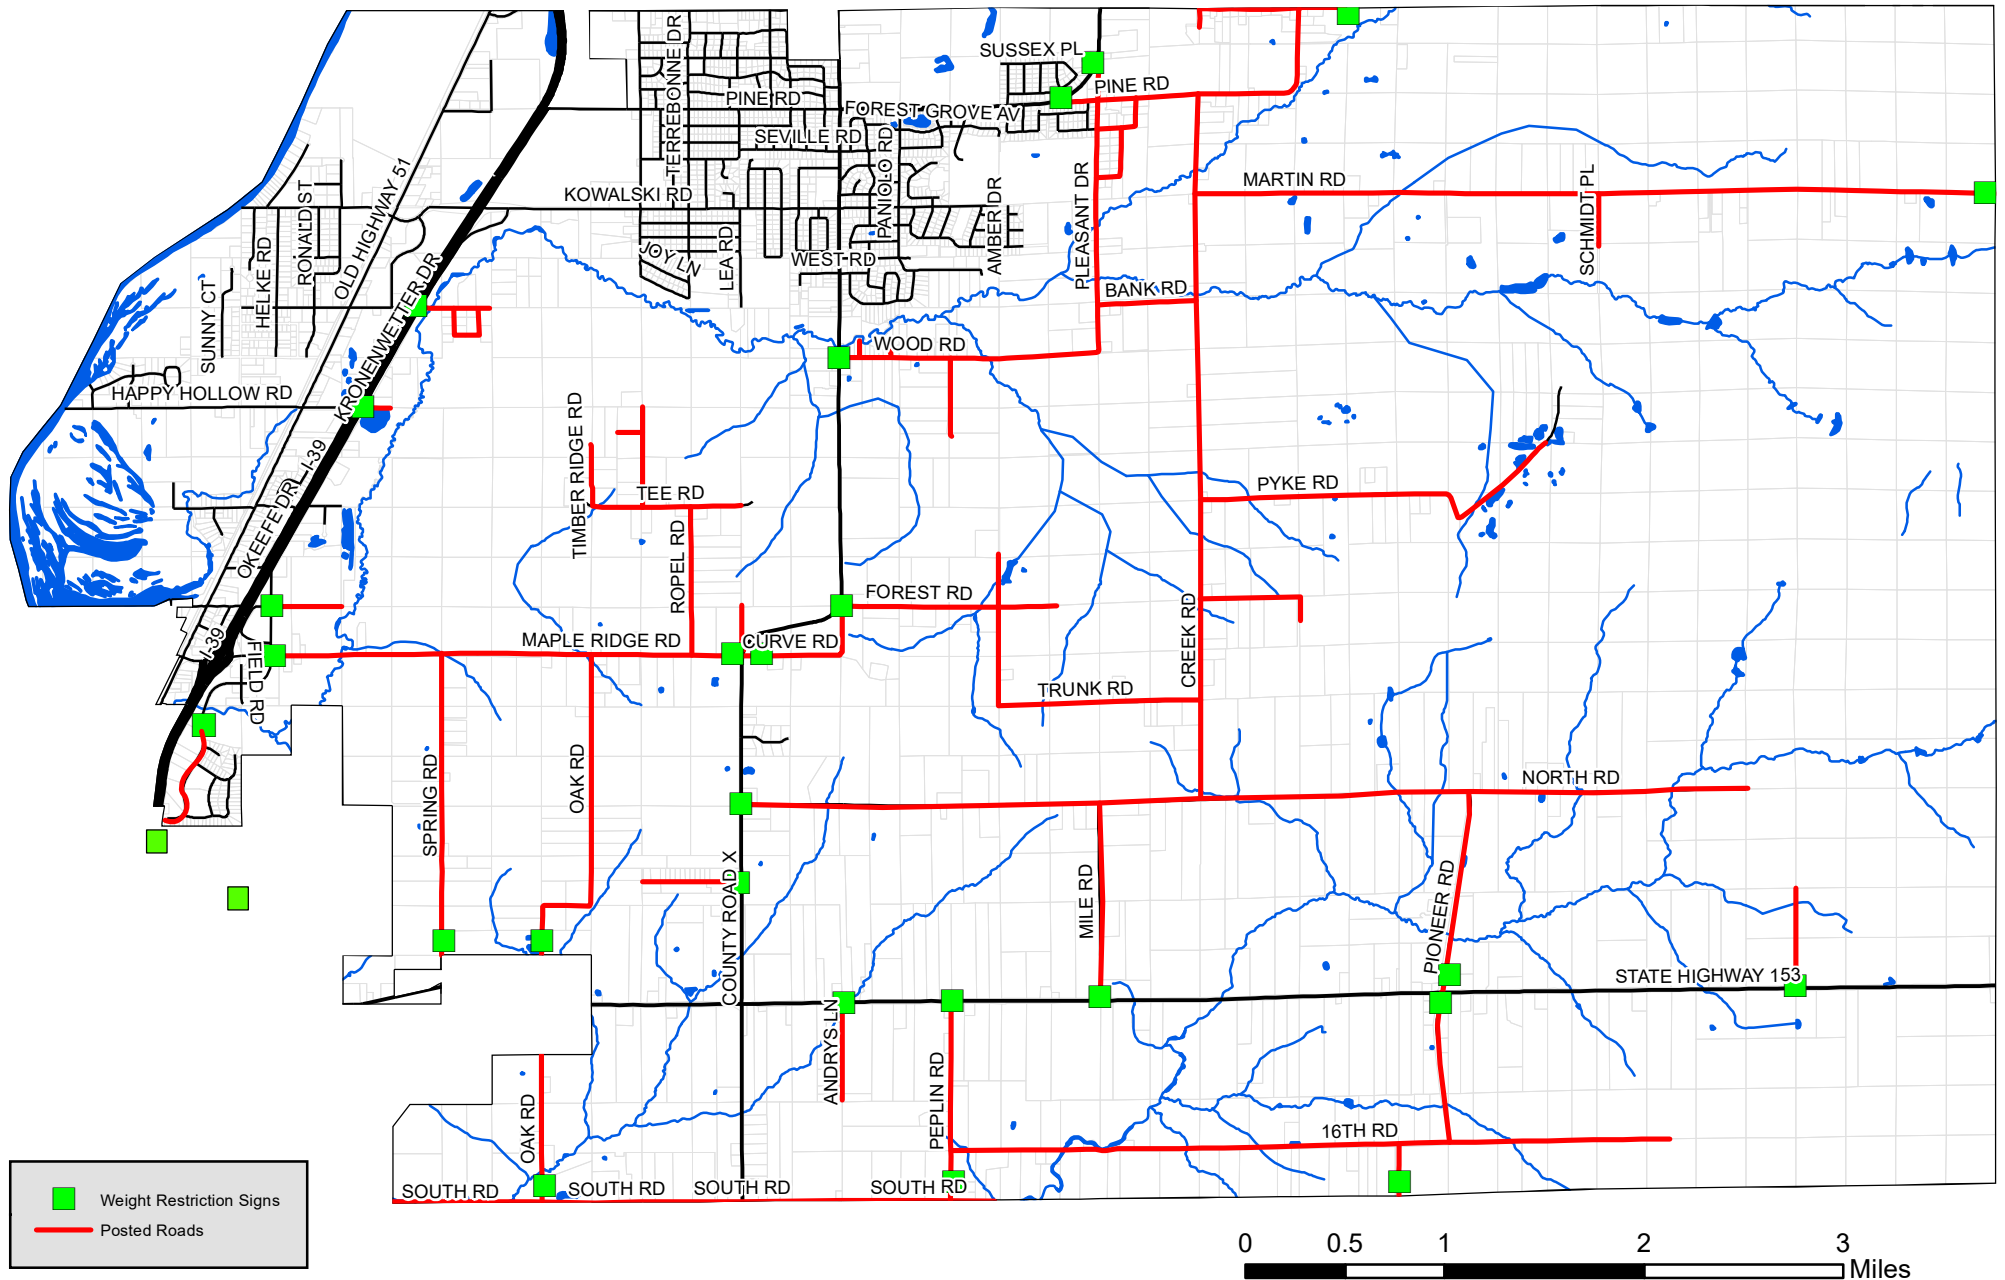 TERREBONNE DR
SUSSEX PL
PINE RD
PINE RD
FOREST GROVE AV
SEVILLE RD
PANIOLO RD
OLD HIGHWAY 51
RONALD ST
KOWALSKI RD
MARTIN RD
SCHMIDT PL
PLEASANT DR
AMBER DR
HELKE RD
JOY LN
LEA RD
WEST RD
SUNNY CT
KRONENWETTER DR
BANK RD
WOOD RD
HAPPY HOLLOW RD
TIMBER RIDGE RD
I-39
OKEEFE DR
TEE RD
PYKE RD
ROPEL RD
FOREST RD
CREEK RD
I-39
FIELD RD
MAPLE RIDGE RD
CURVE RD
TRUNK RD
SPRING RD
OAK RD
NORTH RD
COUNTY ROAD X
MILE RD
PIONEER RD
STATE HIGHWAY 153
ANDRYS LN
PEPLIN RD
OAK RD
16TH RD
SOUTH RD
SOUTH RD
SOUTH RD
SOUTH RD
Weight Restriction Signs
Posted Roads
0 0.5 1 2 3
Miles